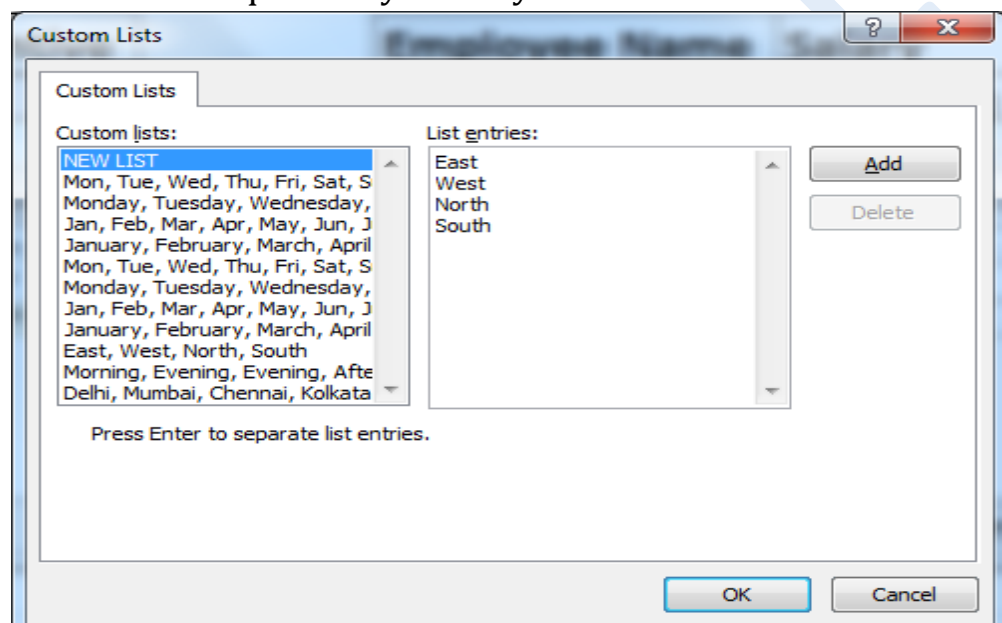 Custom Lists
Employee Name Salary
? x
Custom Lists
Custom lists:
NEW LIST
Mon, Tue, Wed, Thu, Fri, Sat, S
Monday, Tuesday, Wednesday,
Jan, Feb, Mar, Apr, May, Jun, J
January, February, March, April
Mon, Tue, Wed, Thu, Fri, Sat, S
Monday, Tuesday, Wednesday,
Jan, Feb, Mar, Apr, May, Jun, J
January, February, March, April
East, West, North, South
Morning, Evening, Evening, Afte
Delhi, Mumbai, Chennai, Kolkata
List entries:
East
West
North
South
Add
Delete
Press Enter to separate list entries.
OK
Cancel